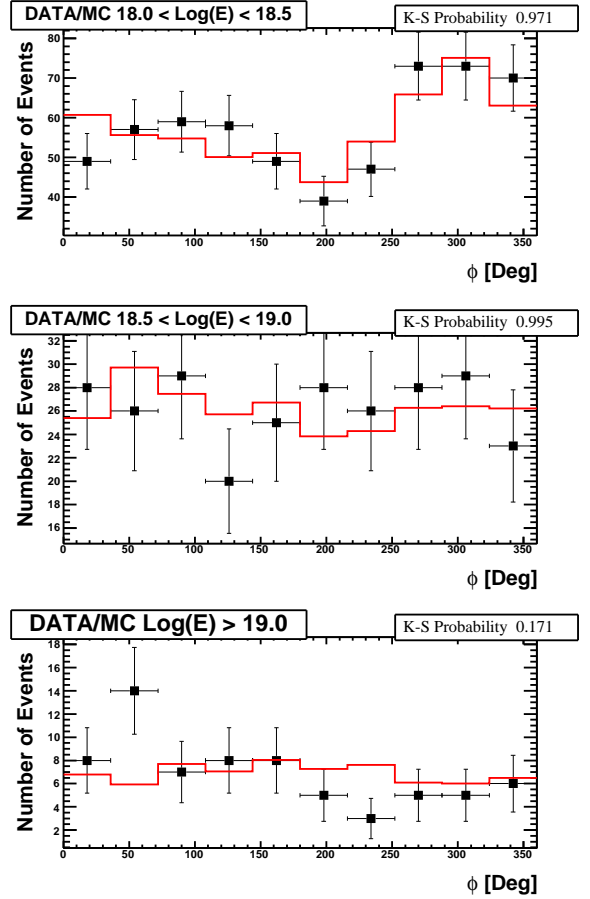 DATA/MC 18.0 < Log(E) < 18.5
K-S Probability 0.971
Number of Events
80
70
60
50
40
0 50 100 150 200 250 300 350
ϕ [Deg]
DATA/MC 18.5 < Log(E) < 19.0
K-S Probability 0.995
Number of Events
32
30
28
26
24
22
20
18
16
0 50 100 150 200 250 300 350
ϕ [Deg]
DATA/MC Log(E) > 19.0
K-S Probability 0.171
Number of Events
18
16
14
12
10
8
6
4
2
0 50 100 150 200 250 300 350
ϕ [Deg]